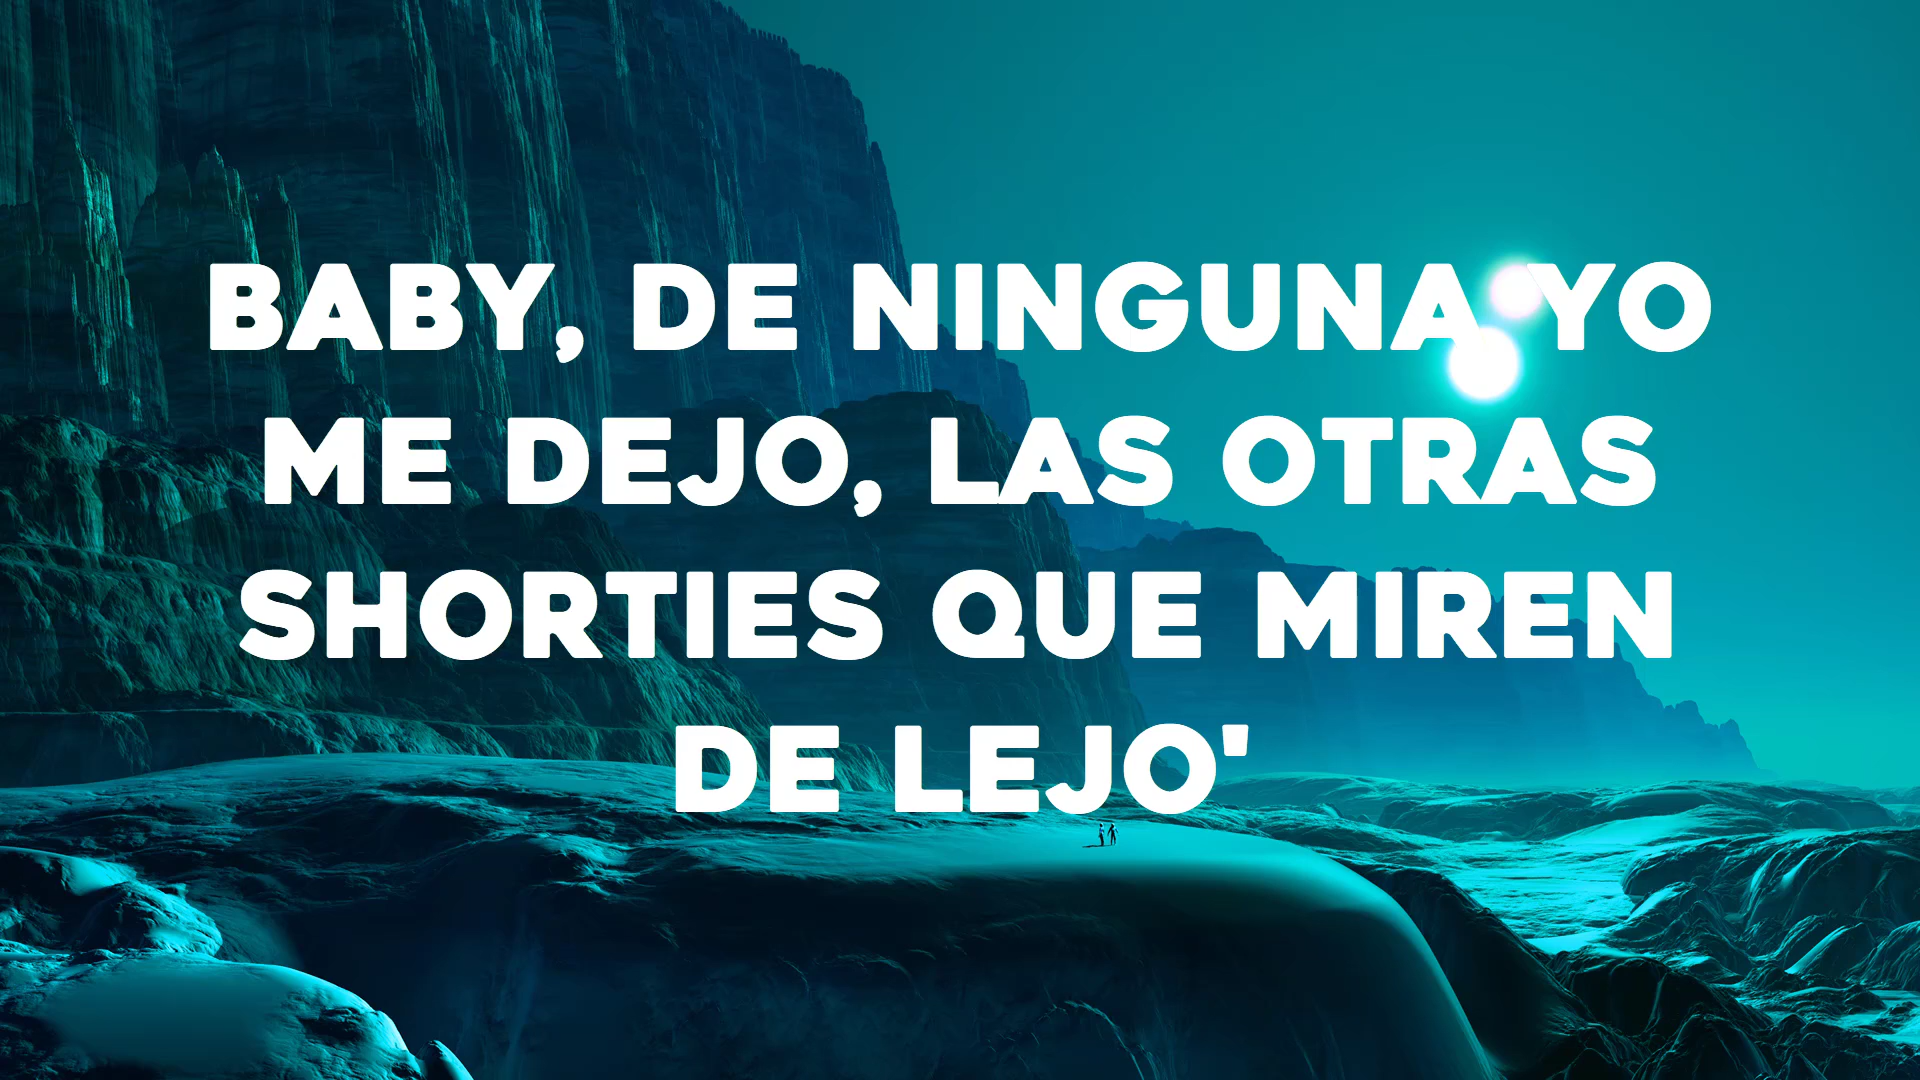 BABY, DE NINGUNA YO
ME DEJO, LAS OTRAS
SHORTIES QUE MIREN
DE LEJO'